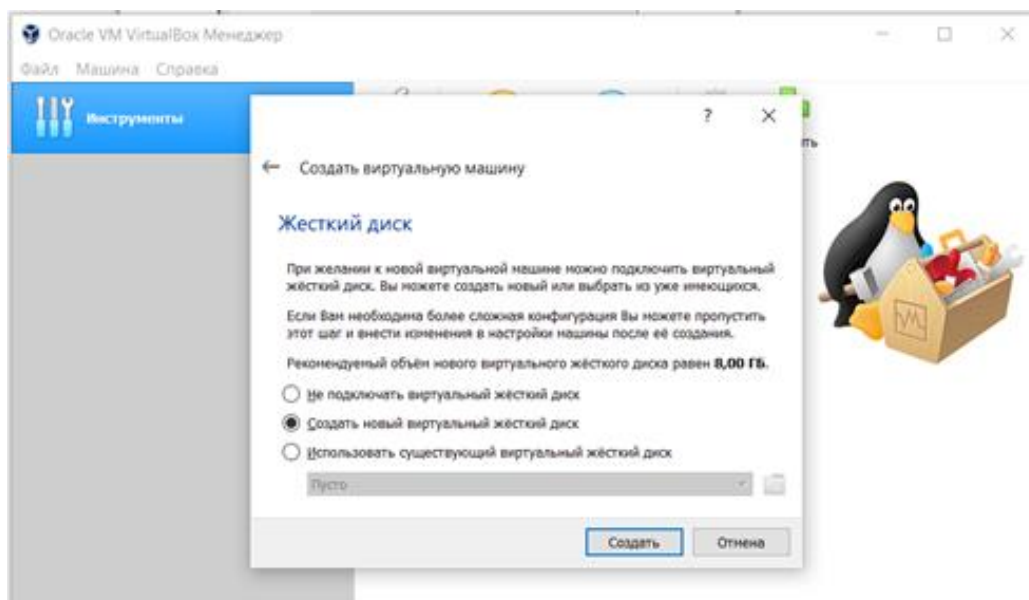 Oracle VM VirtualBox Менеджер
Файл Машина Справка
Инструменты
?
ть
Создать виртуальную машину
Жесткий диск
При желании к новой виртуальной машине можно подключить виртуальный
жёсткий диск. Вы можете создать новый или выбрать из уже имеющихся.
Если Вам необходима более сложная конфигурация Вы можете пропустить
этот шаг и внести изменения в настройки машины после её создания.
Рекомендуемый объём нового виртуального жёсткого диска равен 8,00 ГБ.
Не подключать виртуальный жёсткий диск
Создать новый виртуальный жёсткий диск
Использовать существующий виртуальный жёсткий диск
Пусто
Создать Отмена